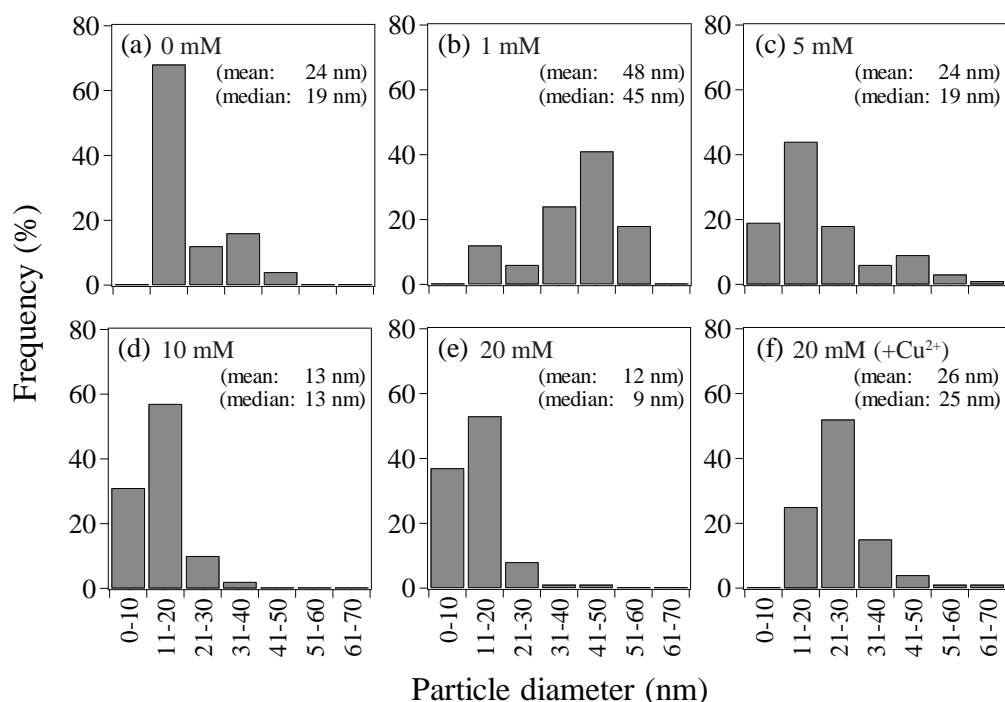 (a) 0 mM
(mean: 24 nm)
(median: 19 nm)
(b) 1 mM
(mean: 48 nm)
(median: 45 nm)
(c) 5 mM
(mean: 24 nm)
(median: 19 nm)
80
60
40
20
0
80
60
40
20
0
80
60
40
20
0
Frequency (%)
(d) 10 mM
(mean: 13 nm)
(median: 13 nm)
(e) 20 mM
(mean: 12 nm)
(median: 9 nm)
(f) 20 mM (+Cu²⁺)
(mean: 26 nm)
(median: 25 nm)
80
60
40
20
0
80
60
40
20
0
80
60
40
20
0
0-10
11-20
21-30
31-40
41-50
51-60
61-70
0-10
11-20
21-30
31-40
41-50
51-60
61-70
0-10
11-20
21-30
31-40
41-50
51-60
61-70
Particle diameter (nm)